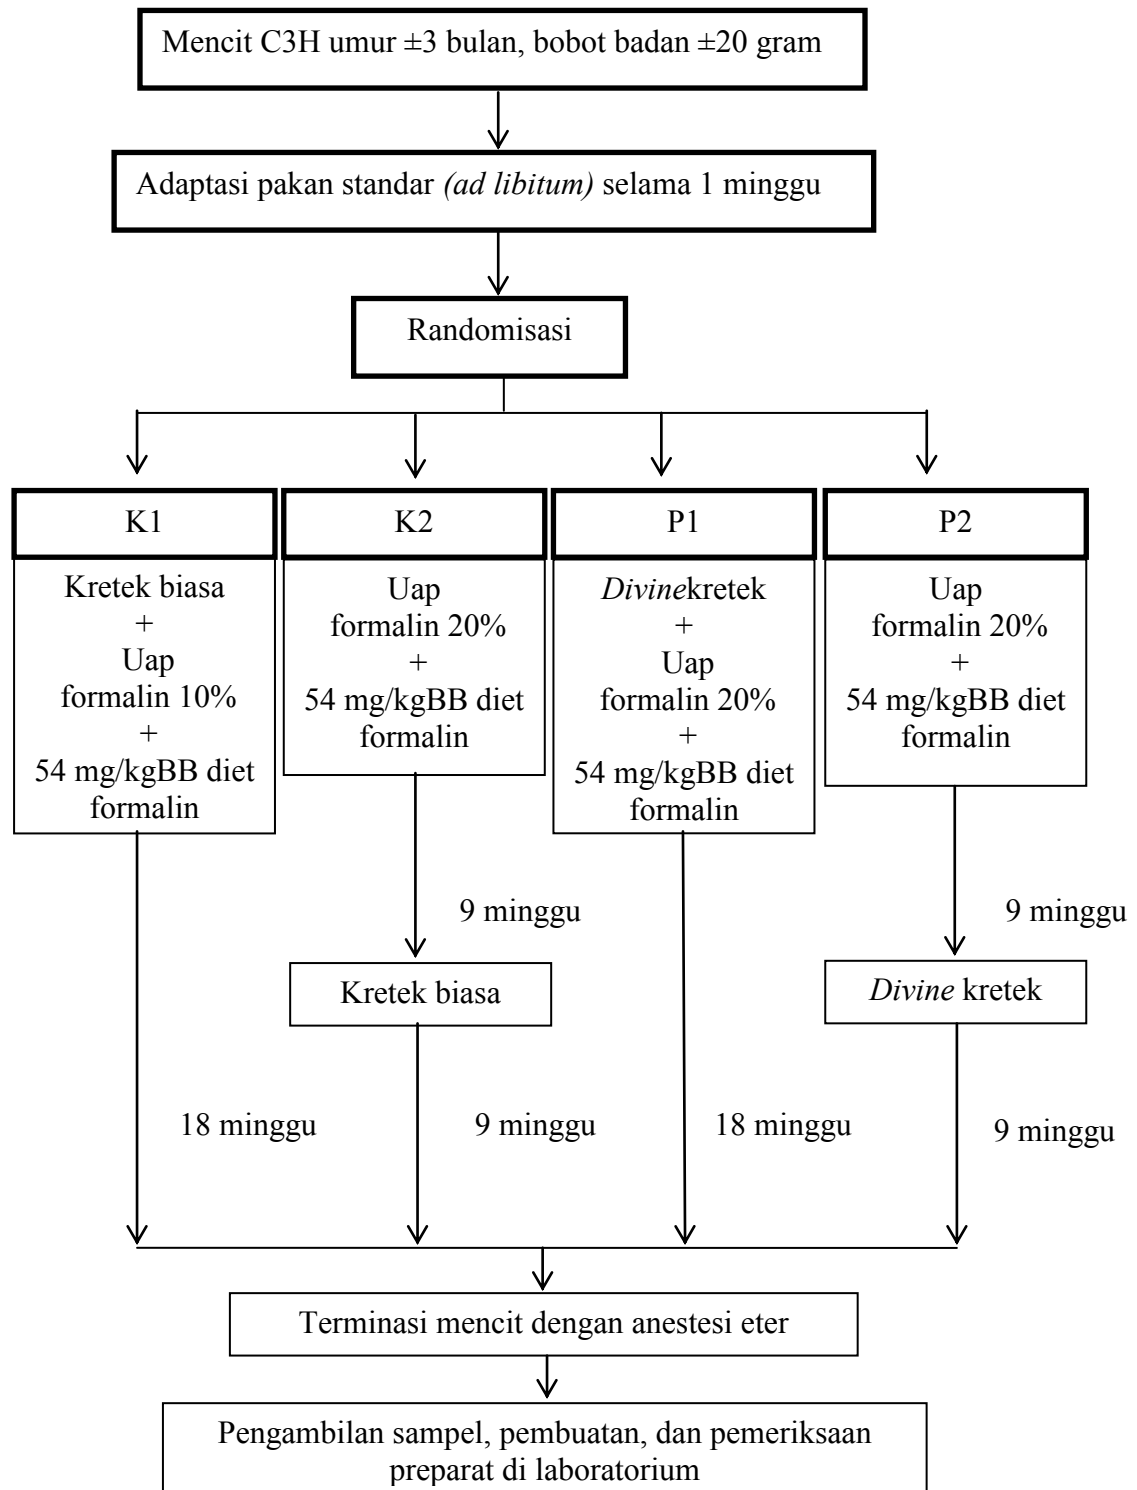 Mencit C3H umur ±3 bulan, bobot badan ±20 gram
Adaptasi pakan standar (ad libitum) selama 1 minggu
Randomisasi
K1
Kretek biasa
+
Uap
formalin 10%
+
54 mg/kgBB diet
formalin
K2
Uap
formalin 20%
+
54 mg/kgBB diet
formalin
P1
Divinekretek
+
Uap
formalin 20%
+
54 mg/kgBB diet
formalin
P2
Uap
formalin 20%
+
54 mg/kgBB diet
formalin
9 minggu
9 minggu
Kretek biasa
Divine kretek
18 minggu
9 minggu
18 minggu
9 minggu
Terminasi mencit dengan anestesi eter
Pengambilan sampel, pembuatan, dan pemeriksaan
preparat di laboratorium